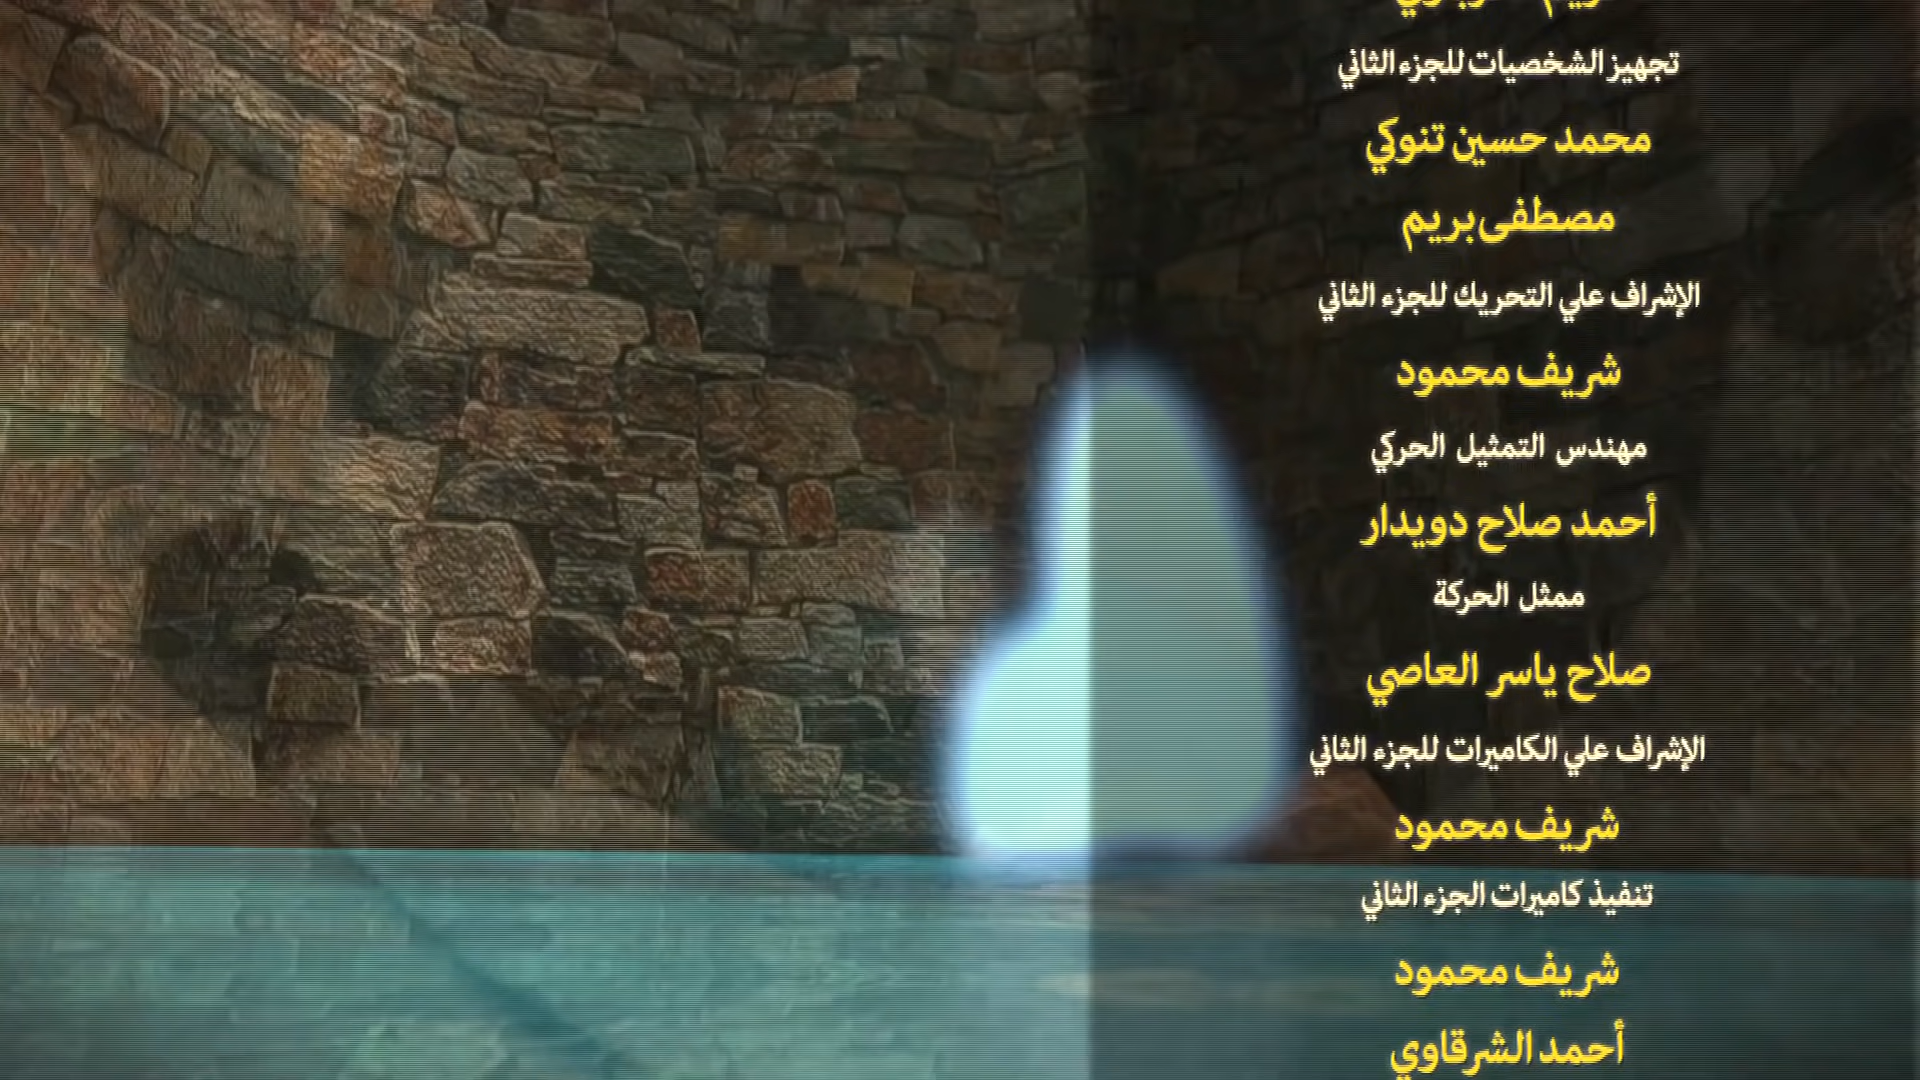 تجهيز الشخصيات للجزء الثاني
محمد حسين تنوكي
مصطفى بريم
الإشراف علي التحريك للجزء الثاني
شريف محمود
مهندس التمثيل الحركي
أحمد صلاح دويدار
ممثل الحركة
صلاح ياسر العاصي
الإشراف علي الكاميرات للجزء الثاني
شريف محمود
تنفيذ كاميرات الجزء الثاني
شريف محمود
أحمد الشرقاوي